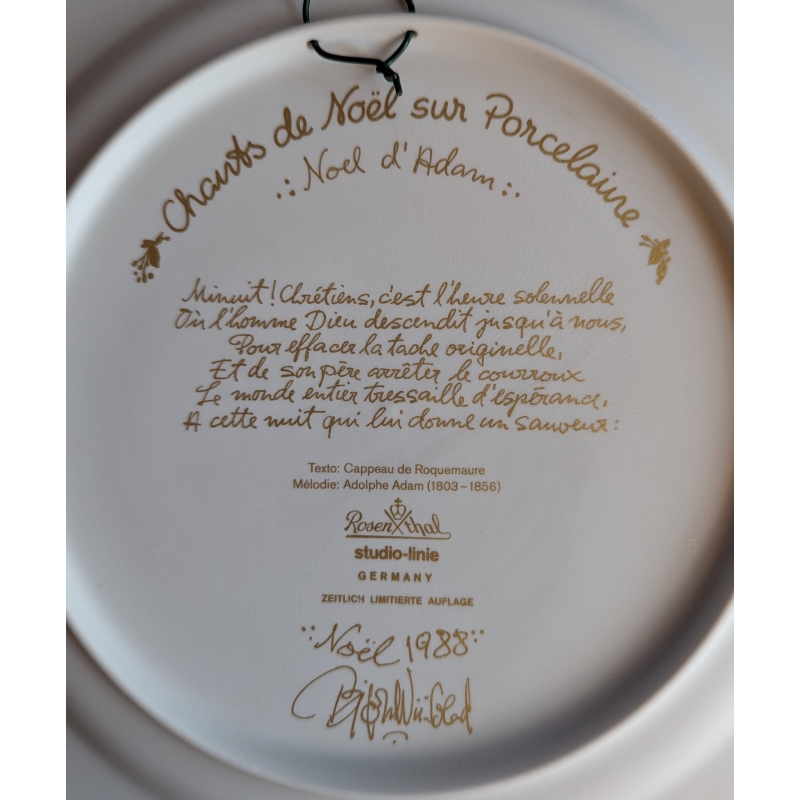 Chants de Noël sur Porcelaine
Noel d'Adam
Minuit! Chrétiens, c'est l'heure solennelle
Où l'homme Dieu descendit jusqu'à nous,
Pour effacer la tache originelle,
Et de son père arrêter le courroux
Le monde entier tressaille d'espérance,
A cette nuit qui lui donne un sauveur:
Texto: Cappeau de Roquemaure
Mélodie: Adolphe Adam (1803–1856)
Rosenthal
studio-linie
GERMANY
ZEITLICH LIMITIERTE AUFLAGE
Noël 1988
Bjørn Wiinblad